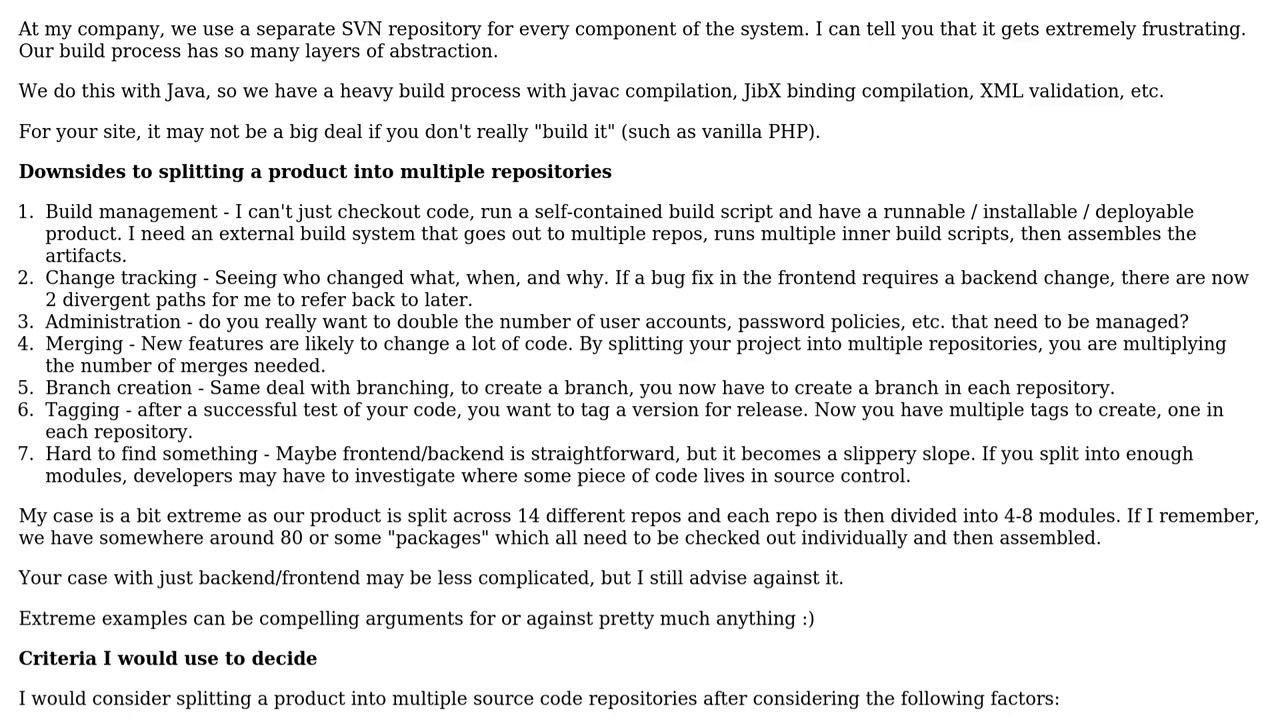 At my company, we use a separate SVN repository for every component of the system. I can tell you that it gets extremely frustrating.
Our build process has so many layers of abstraction.
We do this with Java, so we have a heavy build process with javac compilation, JibX binding compilation, XML validation, etc.
For your site, it may not be a big deal if you don't really "build it" (such as vanilla PHP).
Downsides to splitting a product into multiple repositories
1. Build management - I can't just checkout code, run a self-contained build script and have a runnable / installable / deployable
product. I need an external build system that goes out to multiple repos, runs multiple inner build scripts, then assembles the
artifacts.
2. Change tracking - Seeing who changed what, when, and why. If a bug fix in the frontend requires a backend change, there are now
2 divergent paths for me to refer back to later.
3. Administration - do you really want to double the number of user accounts, password policies, etc. that need to be managed?
4. Merging - New features are likely to change a lot of code. By splitting your project into multiple repositories, you are multiplying
the number of merges needed.
5. Branch creation - Same deal with branching, to create a branch, you now have to create a branch in each repository.
6. Tagging - after a successful test of your code, you want to tag a version for release. Now you have multiple tags to create, one in
each repository.
7. Hard to find something - Maybe frontend/backend is straightforward, but it becomes a slippery slope. If you split into enough
modules, developers may have to investigate where some piece of code lives in source control.
My case is a bit extreme as our product is split across 14 different repos and each repo is then divided into 4-8 modules. If I remember,
we have somewhere around 80 or some "packages" which all need to be checked out individually and then assembled.
Your case with just backend/frontend may be less complicated, but I still advise against it.
Extreme examples can be compelling arguments for or against pretty much anything :)
Criteria I would use to decide
I would consider splitting a product into multiple source code repositories after considering the following factors: